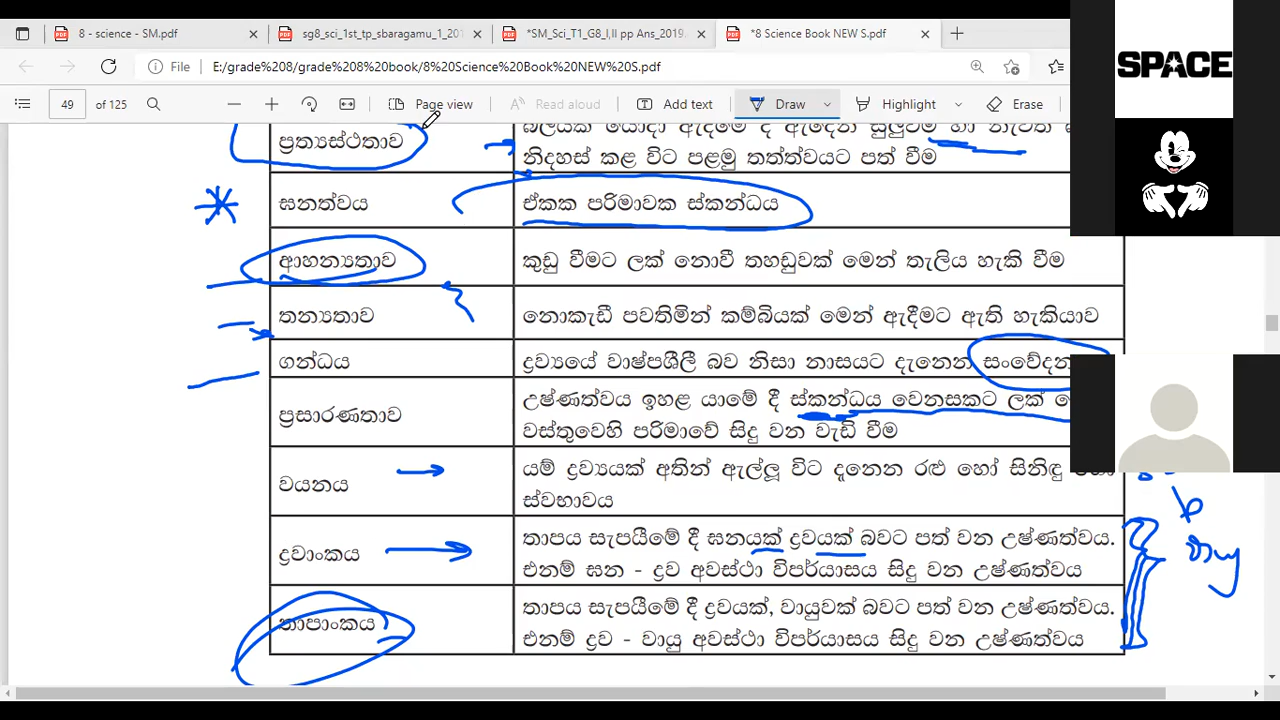 8 - science - SM.pdf
sg8_sci_1st_tp_sbaragamu_1_201
*SM_Sci_T1_G8_I,II pp Ans_2019.
*8 Science Book NEW S.pdf
File
E:/grade%208/grade%208%20book/8%20Science%20Book%20NEW%20S.pdf
49 of 125
Page view
Read aloud
Add text
Draw
Highlight
Erase
SPACE
ප්‍රත්‍යස්ථතාව
බලයක් යොදා ඇදීමේ දී ඇදෙන සුලුවීම හා නැවත
නිදහස් කළ විට පළමු තත්ත්වයට පත් වීම
ඝනත්වය
ඒකක පරිමාවක ස්කන්ධය
ආහන්‍යතාව
කුඩු වීමට ලක් නොවී තහඩුවක් මෙන් තැලිය හැකි වීම
තන්‍යතාව
නොකැඩී පවතිමින් කම්බියක් මෙන් ඇදීමට ඇති හැකියාව
ගන්ධය
ද්‍රව්‍යයේ වාෂ්පශීලී බව නිසා නාසයට දැනෙන
ප්‍රසාරණතාව
උෂ්ණත්වය ඉහළ යාමේ දී ස්කන්ධය වෙනසකට ලක්
වස්තුවෙහි පරිමාවේ සිදු වන වැඩි වීම
වයනය
යම් ද්‍රව්‍යයක් අතින් ඇල්ලූ විට දැනෙන රළු හෝ සිනිඳු
ස්වභාවය
ද්‍රවාංකය
තාපය සැපයීමේ දී ඝනයක් ද්‍රවයක් බවට පත් වන උෂ්ණත්වය.
එනම් ඝන - ද්‍රව අවස්ථා විපර්යාසය සිදු වන උෂ්ණත්වය
තාපාංකය
තාපය සැපයීමේ දී ද්‍රවයක්, වායුවක් බවට පත් වන උෂ්ණත්වය.
එනම් ද්‍රව - වායු අවස්ථා විපර්යාසය සිදු වන උෂ්ණත්වය